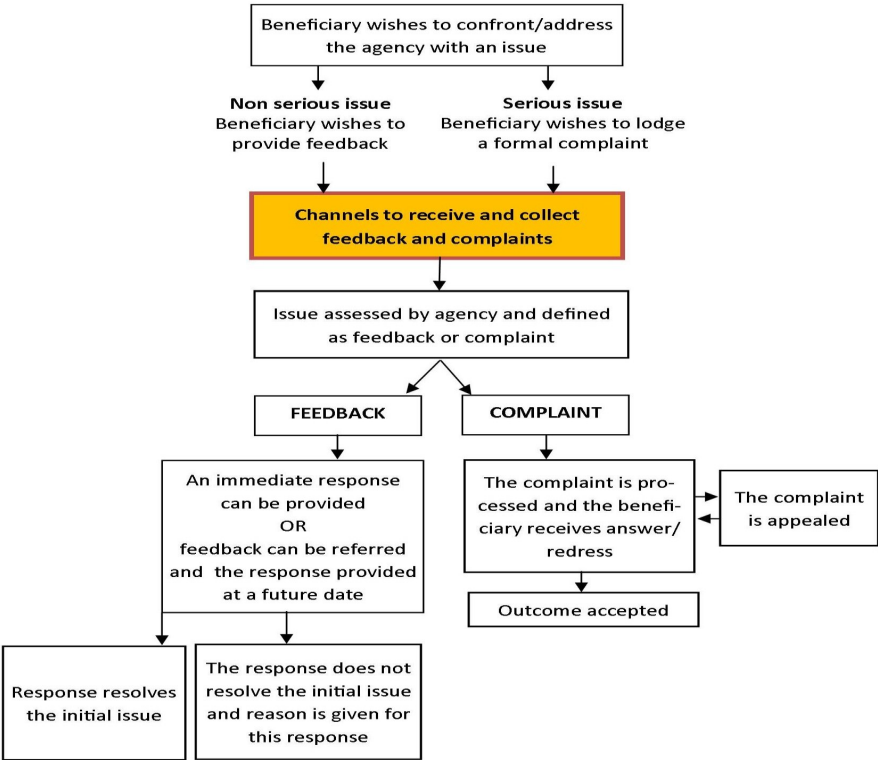 Beneficiary wishes to confront/address
the agency with an issue
Non serious issue
Beneficiary wishes to
provide feedback
Serious issue
Beneficiary wishes to lodge
a formal complaint
Channels to receive and collect
feedback and complaints
Issue assessed by agency and defined
as feedback or complaint
FEEDBACK
COMPLAINT
An immediate response
can be provided
OR
feedback can be referred
and the response provided
at a future date
The complaint is pro-
cessed and the benefi-
ciary receives answer/
redress
The complaint
is appealed
Outcome accepted
Response resolves
the initial issue
The response does not
resolve the initial issue
and reason is given for
this response